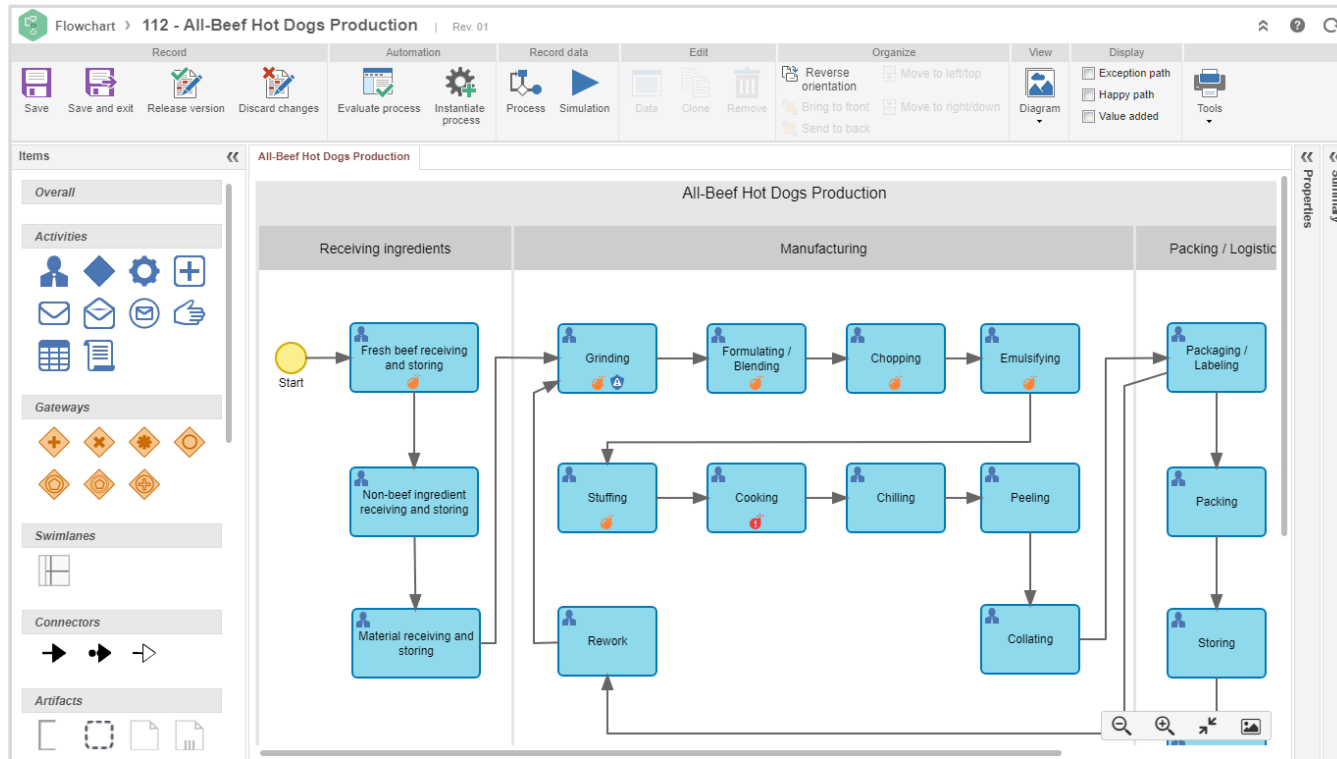 Flowchart > 112 - All-Beef Hot Dogs Production | Rev. 01
Record
Automation
Record data
Edit
Organize
View
Display
Save
Save and exit
Release version
Discard changes
Evaluate process
Instantiate
process
Process
Simulation
Data
Clone
Remove
Reverse
orientation
Bring to front
Send to back
Move to left/top
Move to right/down
Diagram
Exception path
Happy path
Value added
Tools
Items
Overall
Activities
Gateways
Swimlanes
Connectors
Artifacts
All-Beef Hot Dogs Production
All-Beef Hot Dogs Production
Receiving ingredients
Manufacturing
Packing / Logistic
Start
Fresh beef receiving
and storing
Grinding
Formulating /
Blending
Chopping
Emulsifying
Packaging /
Labeling
Non-beef ingredient
receiving and storing
Stuffing
Cooking
Chilling
Peeling
Packing
Material receiving and
storing
Rework
Collating
Storing
Properties
Summary